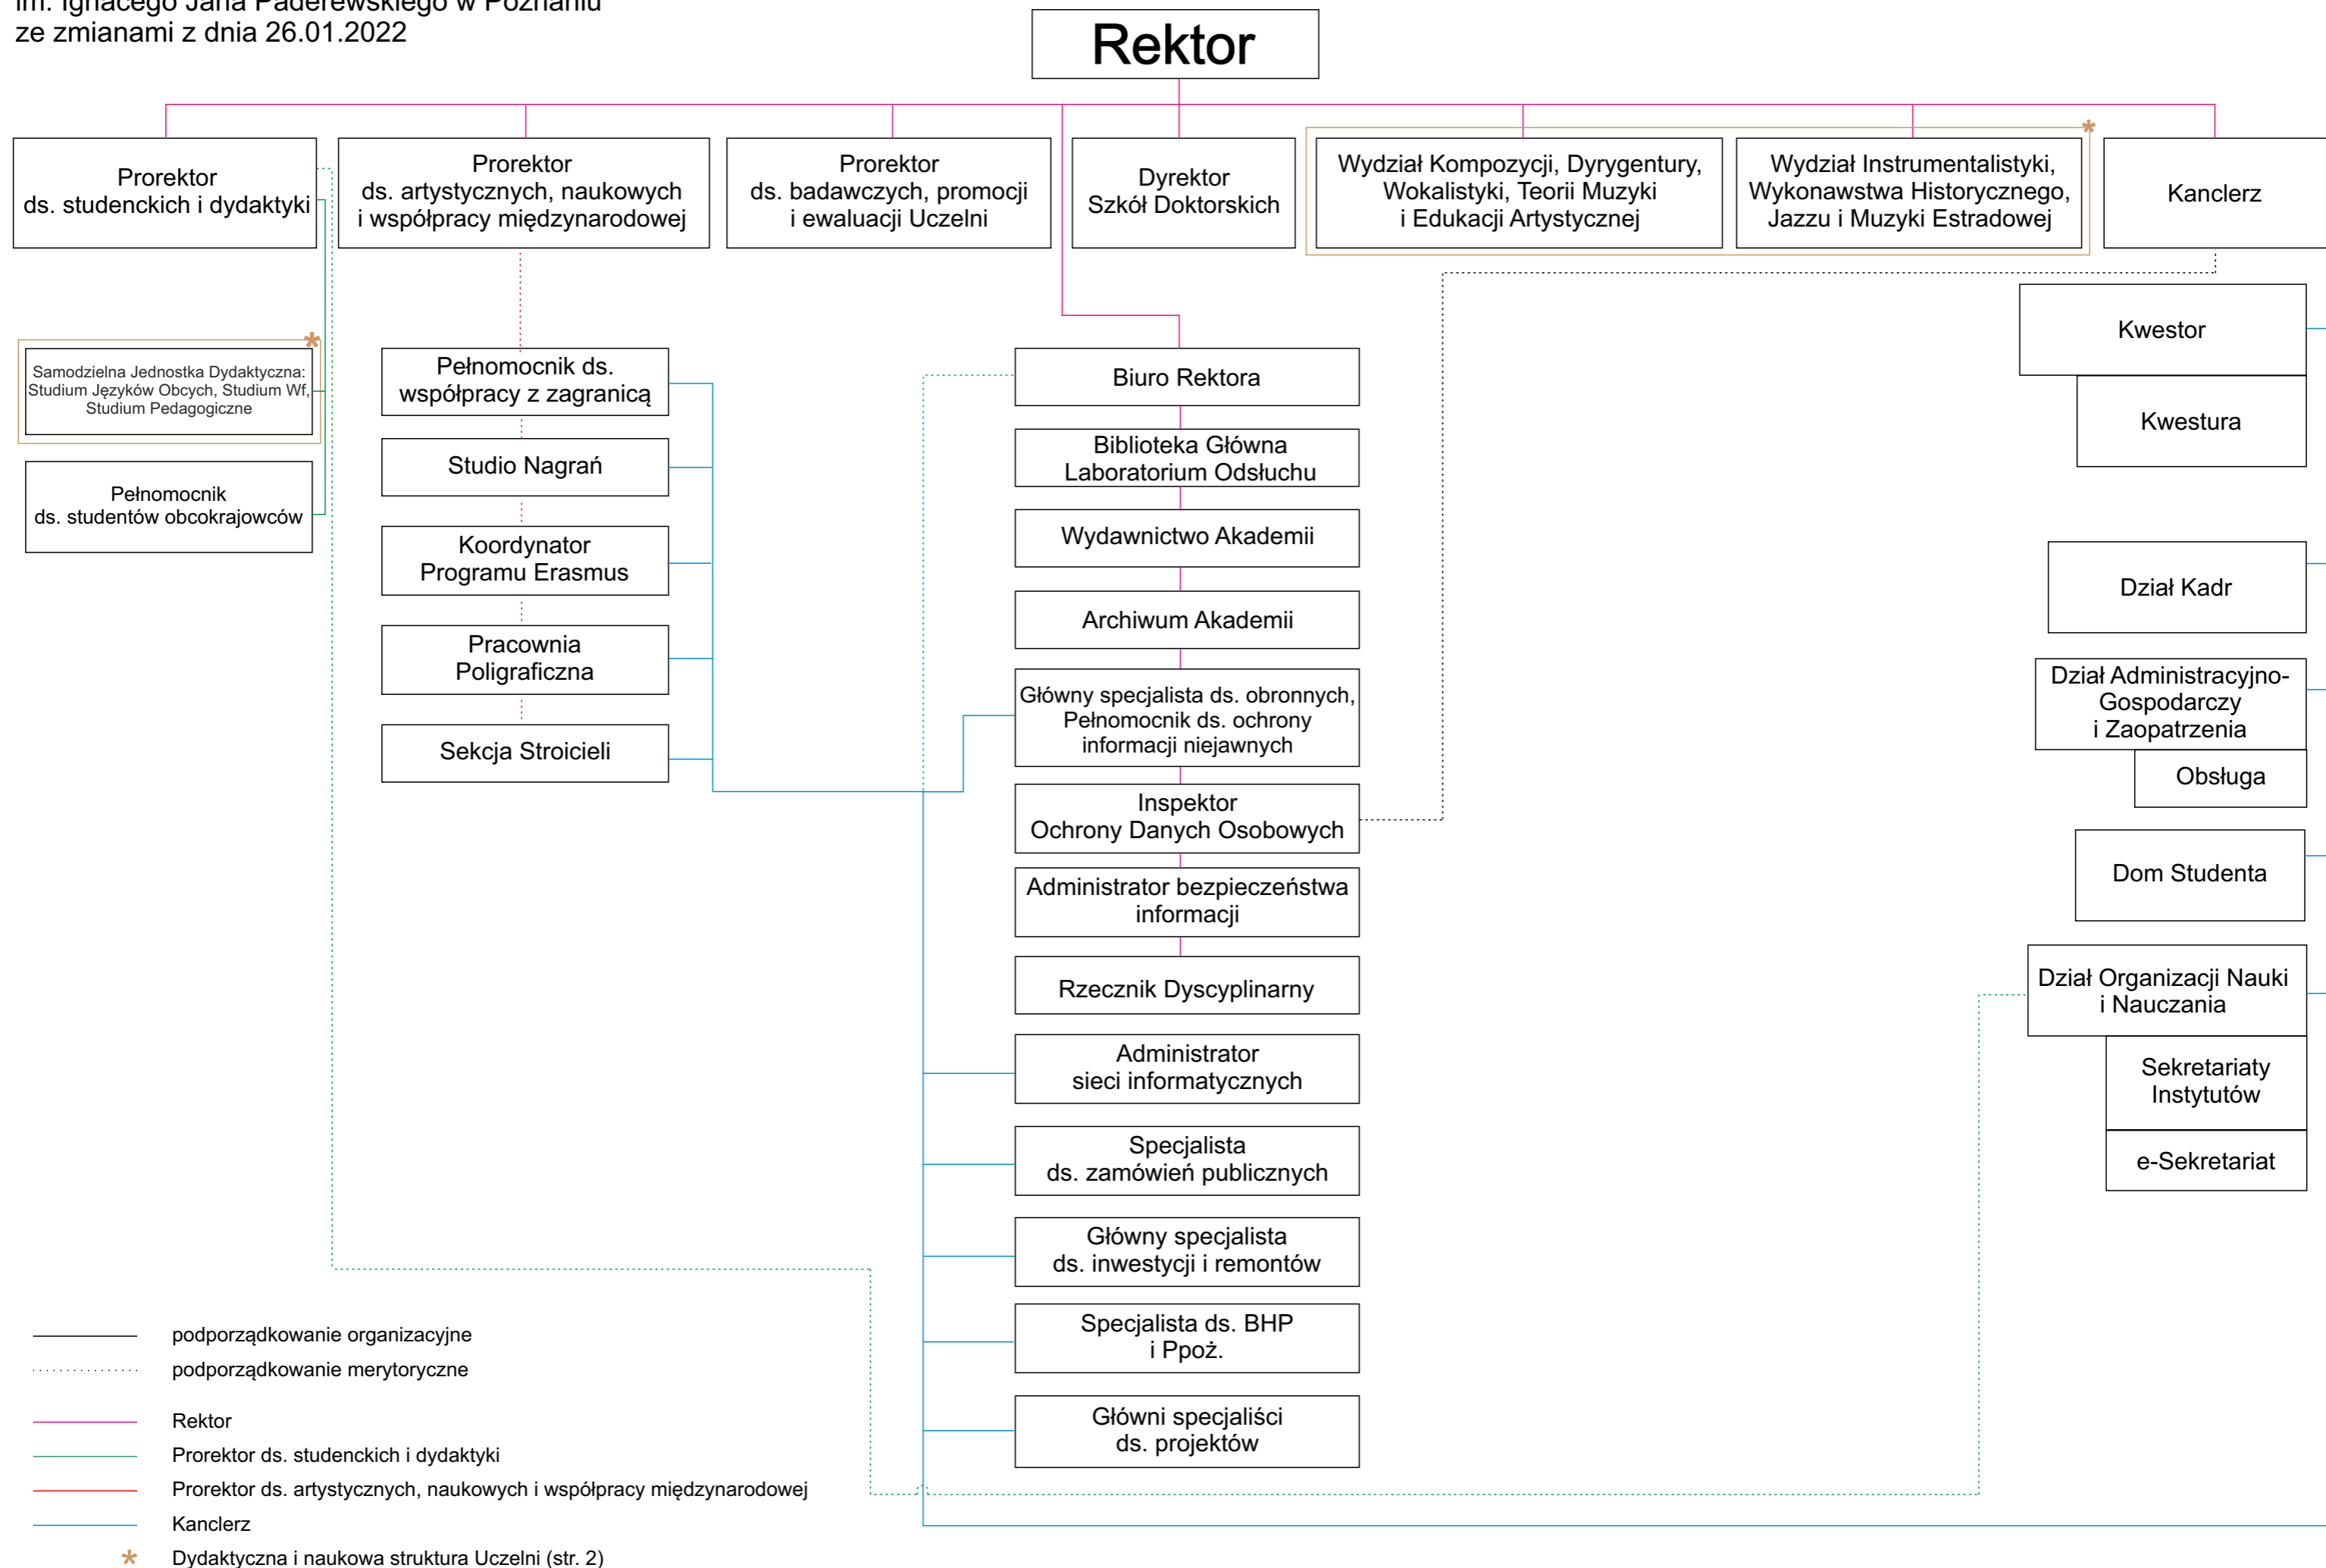 im. Ignacego Jana Paderewskiego w Poznaniu
ze zmianami z dnia 26.01.2022
Rektor
Prorektor
ds. studenckich i dydaktyki
Prorektor
ds. artystycznych, naukowych
i współpracy międzynarodowej
Prorektor
ds. badawczych, promocji
i ewaluacji Uczelni
Dyrektor
Szkół Doktorskich
Wydział Kompozycji, Dyrygentury,
Wokalistyki, Teorii Muzyki
i Edukacji Artystycznej
Wydział Instrumentalistyki,
Wykonawstwa Historycznego,
Jazzu i Muzyki Estradowej
*
Kanclerz
*
Samodzielna Jednostka Dydaktyczna:
Studium Języków Obcych, Studium Wf,
Studium Pedagogiczne
Pełnomocnik
ds. studentów obcokrajowców
Pełnomocnik ds.
współpracy z zagranicą
Studio Nagrań
Koordynator
Programu Erasmus
Pracownia
Poligraficzna
Sekcja Stroicieli
Biuro Rektora
Biblioteka Główna
Laboratorium Odsłuchu
Wydawnictwo Akademii
Archiwum Akademii
Główny specjalista ds. obronnych,
Pełnomocnik ds. ochrony
informacji niejawnych
Inspektor
Ochrony Danych Osobowych
Administrator bezpieczeństwa
informacji
Rzecznik Dyscyplinarny
Administrator
sieci informatycznych
Specjalista
ds. zamówień publicznych
Główny specjalista
ds. inwestycji i remontów
Specjalista ds. BHP
i Ppoż.
Główni specjaliści
ds. projektów
Kwestor
Kwestura
Dział Kadr
Dział Administracyjno-
Gospodarczy
i Zaopatrzenia
Obsługa
Dom Studenta
Dział Organizacji Nauki
i Nauczania
Sekretariaty
Instytutów
e-Sekretariat
podporządkowanie organizacyjne
podporządkowanie merytoryczne
Rektor
Prorektor ds. studenckich i dydaktyki
Prorektor ds. artystycznych, naukowych i współpracy międzynarodowej
Kanclerz
* Dydaktyczna i naukowa struktura Uczelni (str. 2)